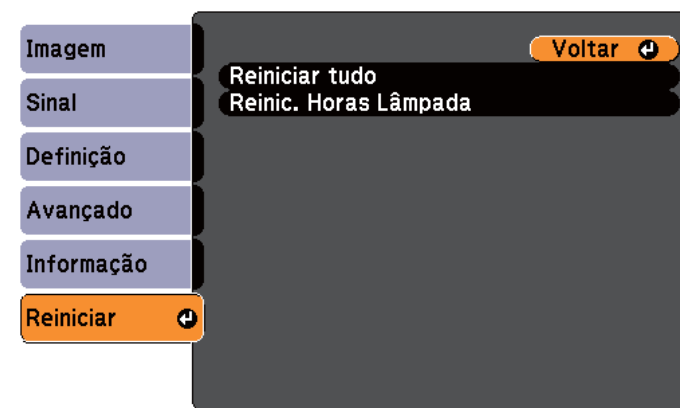 Imagem
Sinal
Definição
Avançado
Informação
Reiniciar
Voltar
Reiniciar tudo
Reinic. Horas Lâmpada